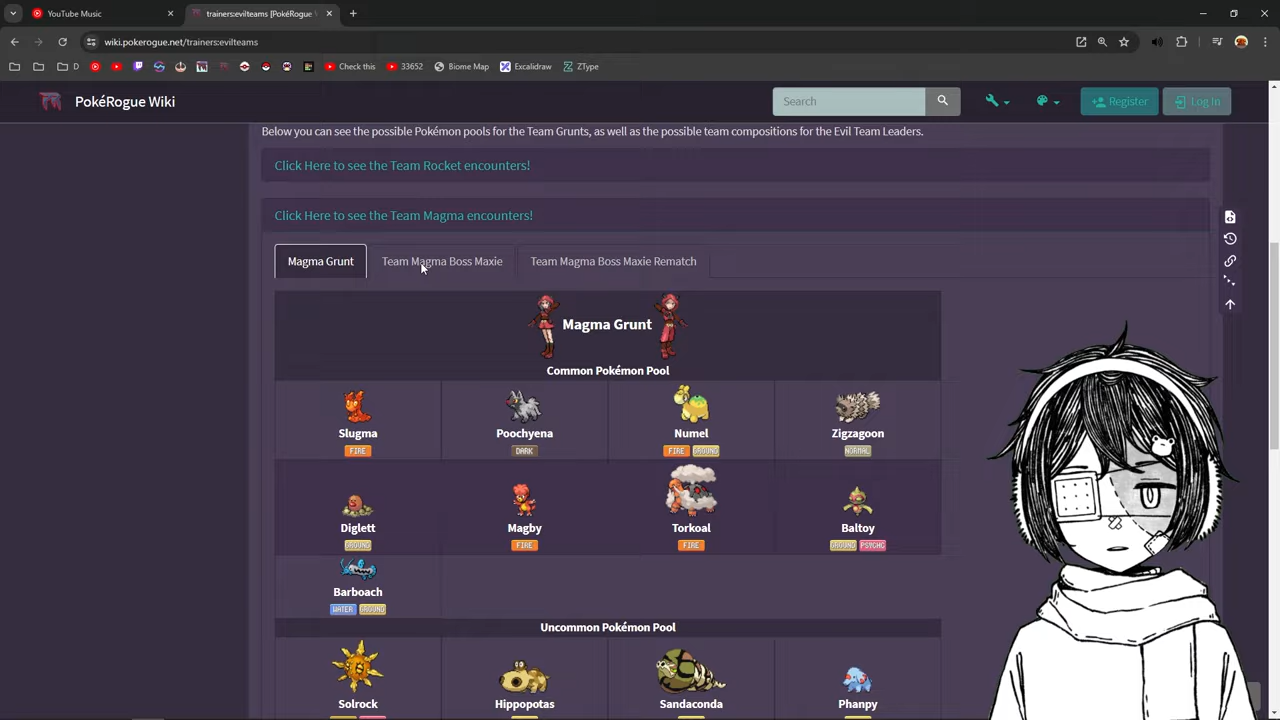 YouTube Music
trainers:evilteams [PokéRogue
wiki.pokerogue.net/trainers:evilteams
D
Check this
33652
Biome Map
Excalidraw
ZType
PokéRogue Wiki
Search
Register
Log In
Below you can see the possible Pokémon pools for the Team Grunts, as well as the possible team compositions for the Evil Team Leaders.
Click Here to see the Team Rocket encounters!
Click Here to see the Team Magma encounters!
Magma Grunt
Team Magma Boss Maxie
Team Magma Boss Maxie Rematch
Magma Grunt
Common Pokémon Pool
Slugma
Poochyena
Numel
Zigzagoon
FIRE
DARK
FIRE GROUND
NORMAL
Diglett
Magby
Torkoal
Baltoy
GROUND
FIRE
FIRE
GROUND PSYCHC
Barboach
WATER GROUND
Uncommon Pokémon Pool
Solrock
Hippopotas
Sandaconda
Phanpy